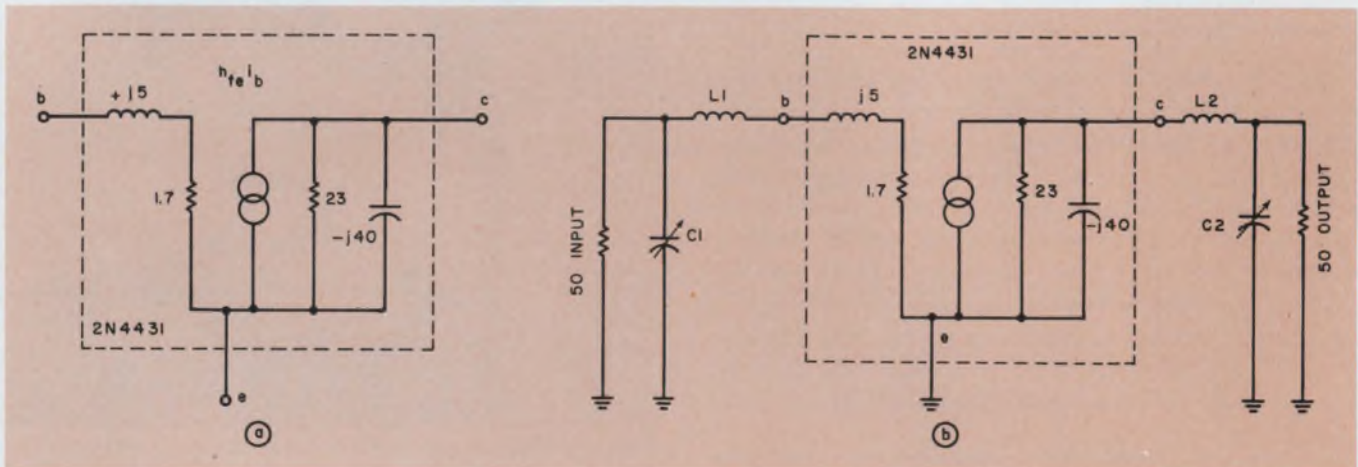 h_fe i_b
b
+ j5
c
1.7
23
-j40
2N4431
e
a
2N4431
L1
b
j5
c
L2
50 INPUT
C1
1.7
23
-j40
C2
50 OUTPUT
e
b